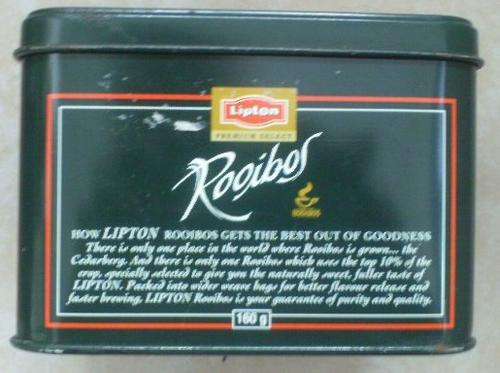 Lipton
PREMIUM SELECT
Rooibos
ROOIBOS
HOW LIPTON ROOIBOS GETS THE BEST OUT OF GOODNESS
There is only one place in the world where Rooibos is grown... the
Cedarberg. And there is only one Rooibos which uses the top 10% of the
crop, specially selected to give you the naturally sweet, fuller taste of
LIPTON. Packed into wider weave bags for better flavour release and
faster brewing, LIPTON Rooibos is your guarantee of purity and quality.
160 g